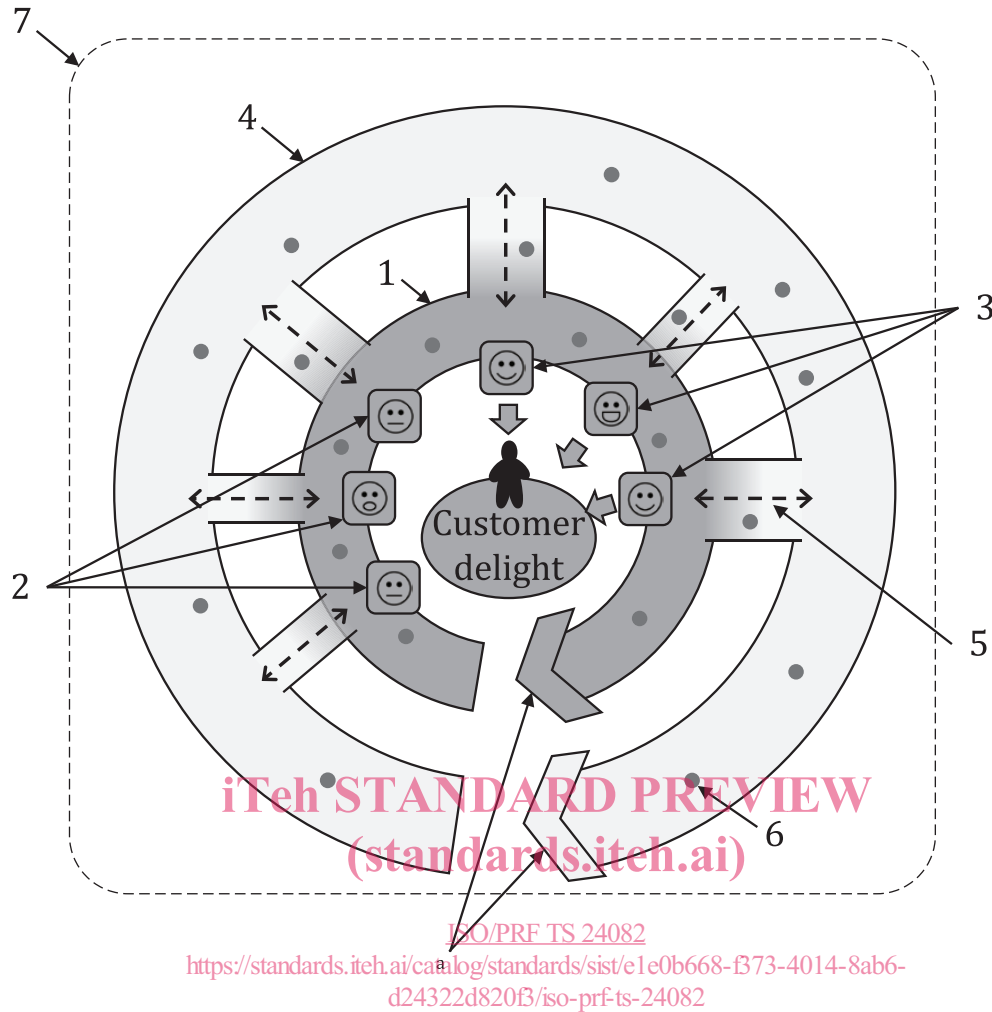 7
4
1
3
2
Customer
delight
5
6
iTeh STANDARD PREVIEW
(standards.iteh.ai)
ISO/PRF TS 24082
a
https://standards.iteh.ai/catalog/standards/sist/e1e0b668-f373-4014-8ab6-
d24322d820f3/iso-prf-ts-24082